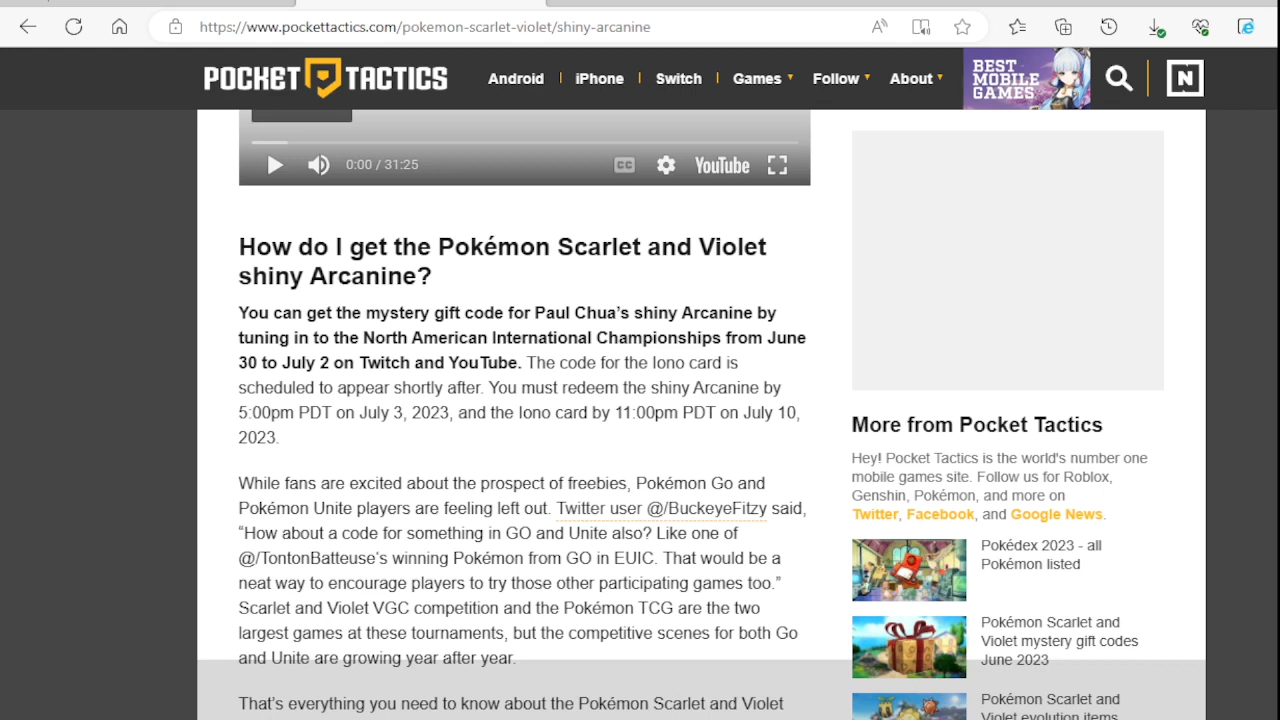 https://www.pockettactics.com/pokemon-scarlet-violet/shiny-arcanine
POCKET TACTICS
Android
iPhone
Switch
Games
Follow
About
BEST
MOBILE
GAMES
N
0:00 / 31:25
CC
YouTube
How do I get the Pokémon Scarlet and Violet
shiny Arcanine?
You can get the mystery gift code for Paul Chua’s shiny Arcanine by
tuning in to the North American International Championships from June
30 to July 2 on Twitch and YouTube. The code for the Iono card is
scheduled to appear shortly after. You must redeem the shiny Arcanine by
5:00pm PDT on July 3, 2023, and the Iono card by 11:00pm PDT on July 10,
2023.
While fans are excited about the prospect of freebies, Pokémon Go and
Pokémon Unite players are feeling left out. Twitter user @/BuckeyeFitzy said,
“How about a code for something in GO and Unite also? Like one of
@/TontonBatteuse’s winning Pokémon from GO in EUIC. That would be a
neat way to encourage players to try those other participating games too.”
Scarlet and Violet VGC competition and the Pokémon TCG are the two
largest games at these tournaments, but the competitive scenes for both Go
and Unite are growing year after year.
That’s everything you need to know about the Pokémon Scarlet and Violet
More from Pocket Tactics
Hey! Pocket Tactics is the world's number one
mobile games site. Follow us for Roblox,
Genshin, Pokémon, and more on
Twitter, Facebook, and Google News.
Pokédex 2023 - all
Pokémon listed
Pokémon Scarlet and
Violet mystery gift codes
June 2023
Pokémon Scarlet and
Violet evolution items